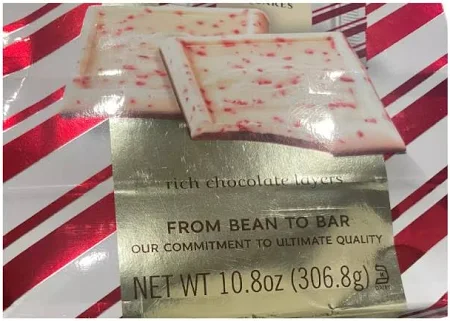 rich chocolate layers
FROM BEAN TO BAR
OUR COMMITMENT TO ULTIMATE QUALITY
NET WT 10.8oz (306.8g)